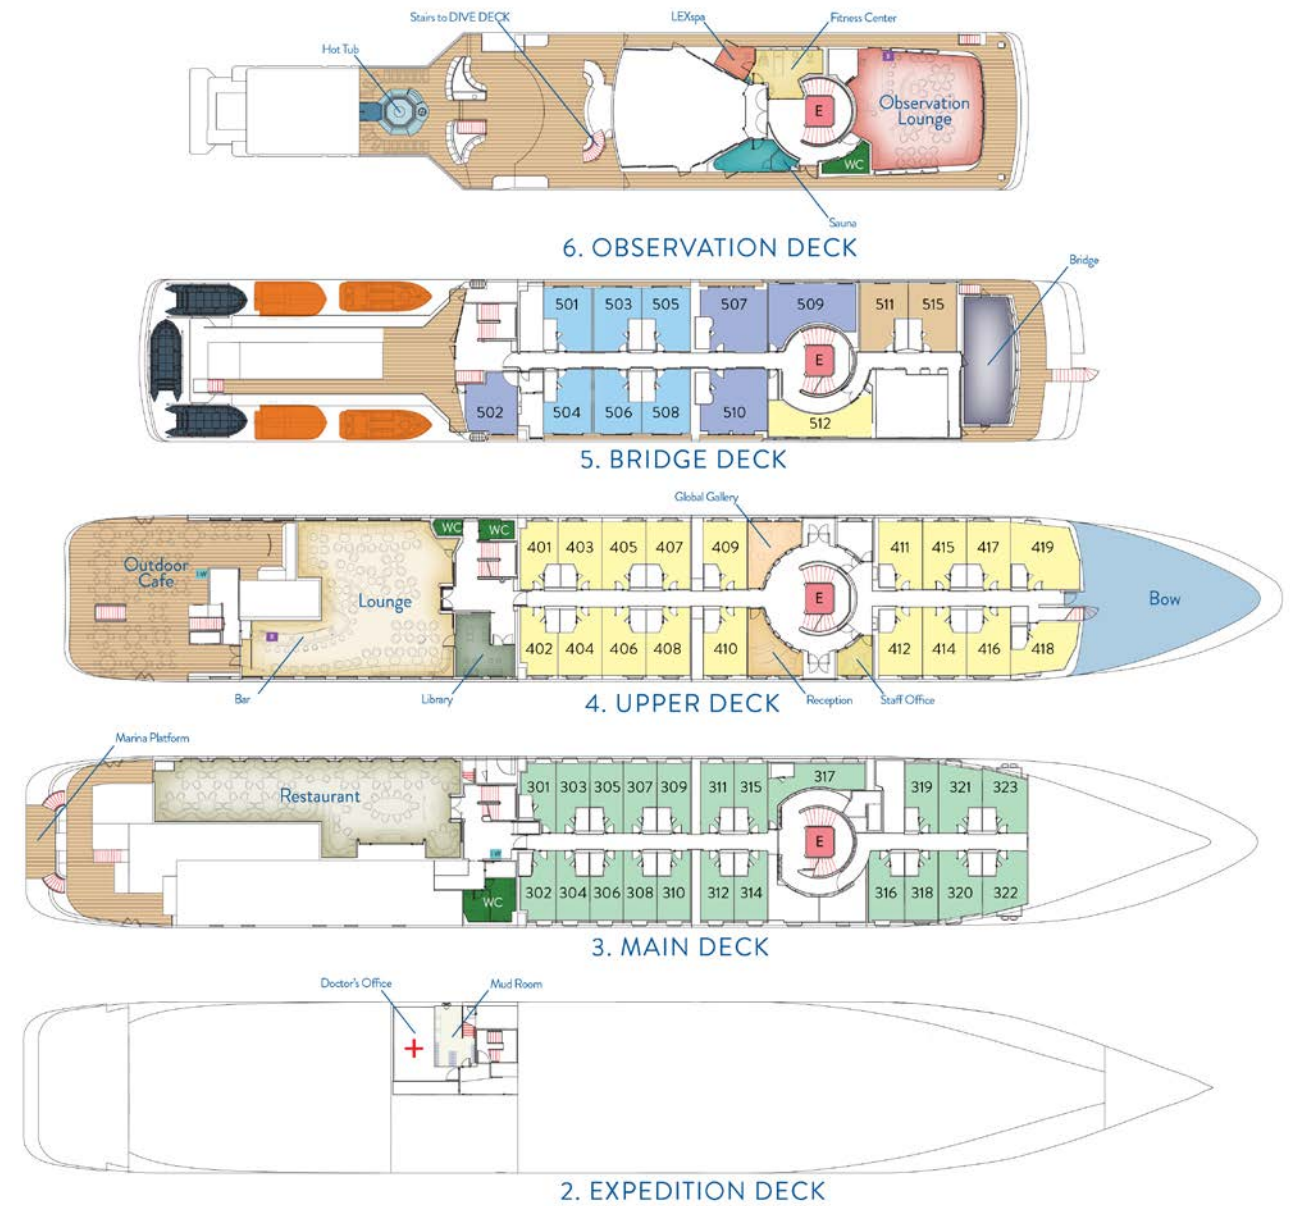 Stairs to DIVE DECK
LEXspa
Fitness Center
Hot Tub
E
Observation
Lounge
WC
Sauna
6. OBSERVATION DECK
Bridge
501
503
505
507
509
511
515
E
502
504
506
508
510
512
5. BRIDGE DECK
Global Gallery
WC
WC
401
403
405
407
409
411
415
417
419
Outdoor
Cafe
Lounge
E
Bow
402
404
406
408
410
412
414
416
418
Bar
Library
Reception
Staff Office
4. UPPER DECK
Marina Platform
Restaurant
301
303
305
307
309
311
315
317
319
321
323
E
WC
302
304
306
308
310
312
314
316
318
320
322
3. MAIN DECK
Doctor's Office
Mud Room
2. EXPEDITION DECK